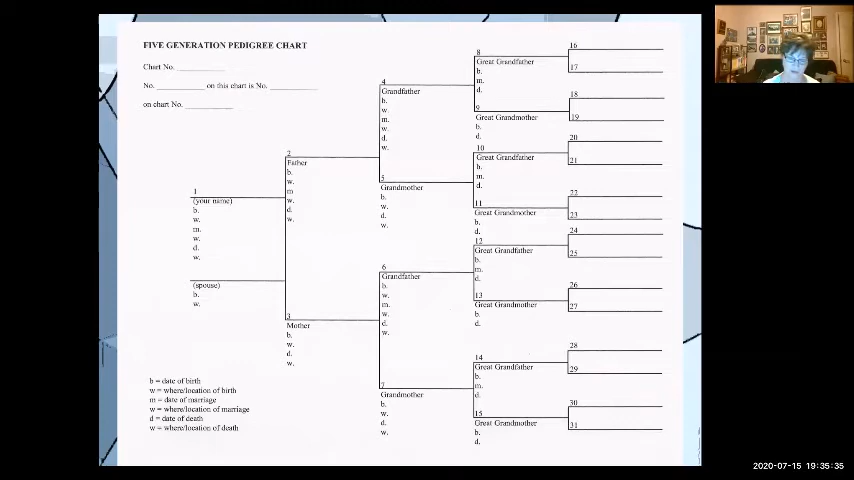 FIVE GENERATION PEDIGREE CHART
Chart No. __________
No. __________ on this chart is No. __________
on chart No. __________
1
(your name)
b.
w.
m.
w.
d.
w.
(spouse)
b.
w.
2
Father
b.
w.
m
w.
d.
w.
3
Mother
b.
w.
d.
w.
4
Grandfather
b.
w.
m.
w.
d.
w.
5
Grandmother
b.
w.
d.
w.
6
Grandfather
b.
w.
m.
w.
d.
w.
7
Grandmother
b.
w.
d.
w.
8
Great Grandfather
b.
m.
d.
9
Great Grandmother
b.
d.
10
Great Grandfather
b.
m.
d.
11
Great Grandmother
b.
d.
12
Great Grandfather
b.
m.
d.
13
Great Grandmother
b.
d.
14
Great Grandfather
b.
m.
d.
15
Great Grandmother
b.
d.
16
17
18
19
20
21
22
23
24
25
26
27
28
29
30
31
b = date of birth
w = where/location of birth
m = date of marriage
w = where/location of marriage
d = date of death
w = where/location of death
2020-07-15 19:35:35